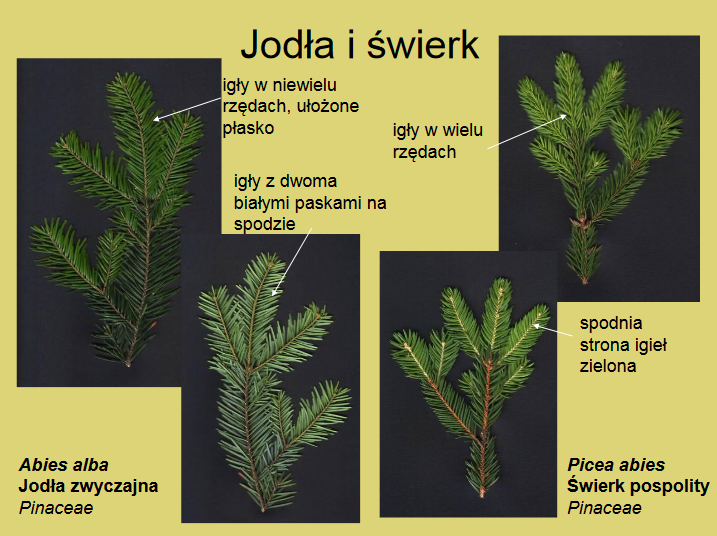 Jodła i świerk
igły w niewielu
rzędach, ułożone
płasko
igły w wielu
rzędach
igły z dwoma
białymi paskami na
spodzie
spodnia
strona igieł
zielona
Abies alba
Jodła zwyczajna
Pinaceae
Picea abies
Świerk pospolity
Pinaceae